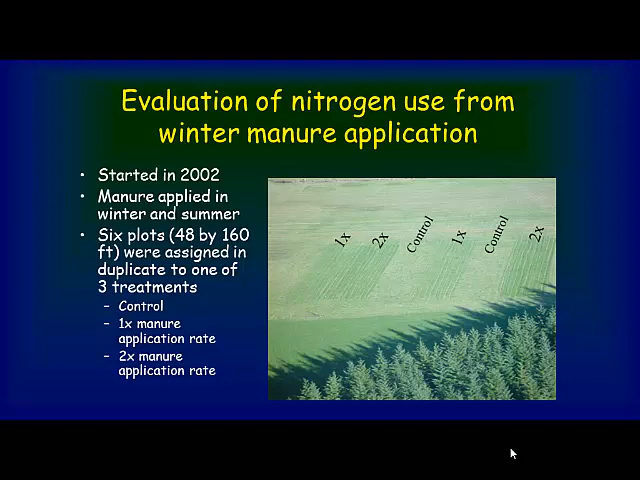 Evaluation of nitrogen use from
winter manure application
• Started in 2002
• Manure applied in
winter and summer
• Six plots (48 by 160
ft) were assigned in
duplicate to one of
3 treatments
– Control
– 1x manure
application rate
– 2x manure
application rate
1x 2x Control 1x Control 2x